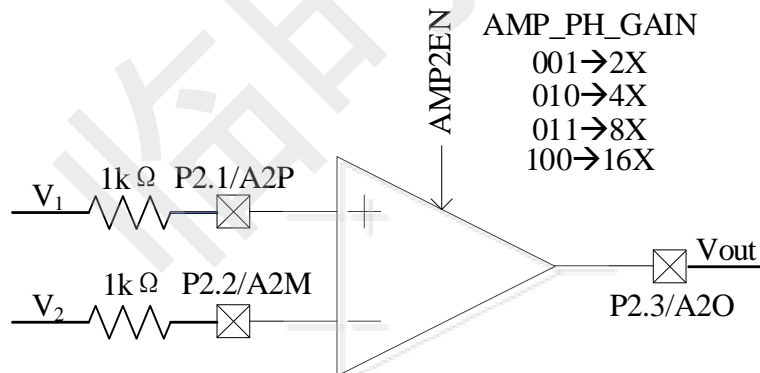 AMP_PH_GAIN
001→2X
010→4X
011→8X
100→16X
AMP2EN
1kΩ P2.1/A2P
V1
+
1kΩ P2.2/A2M
V2
−
Vout
P2.3/A2O